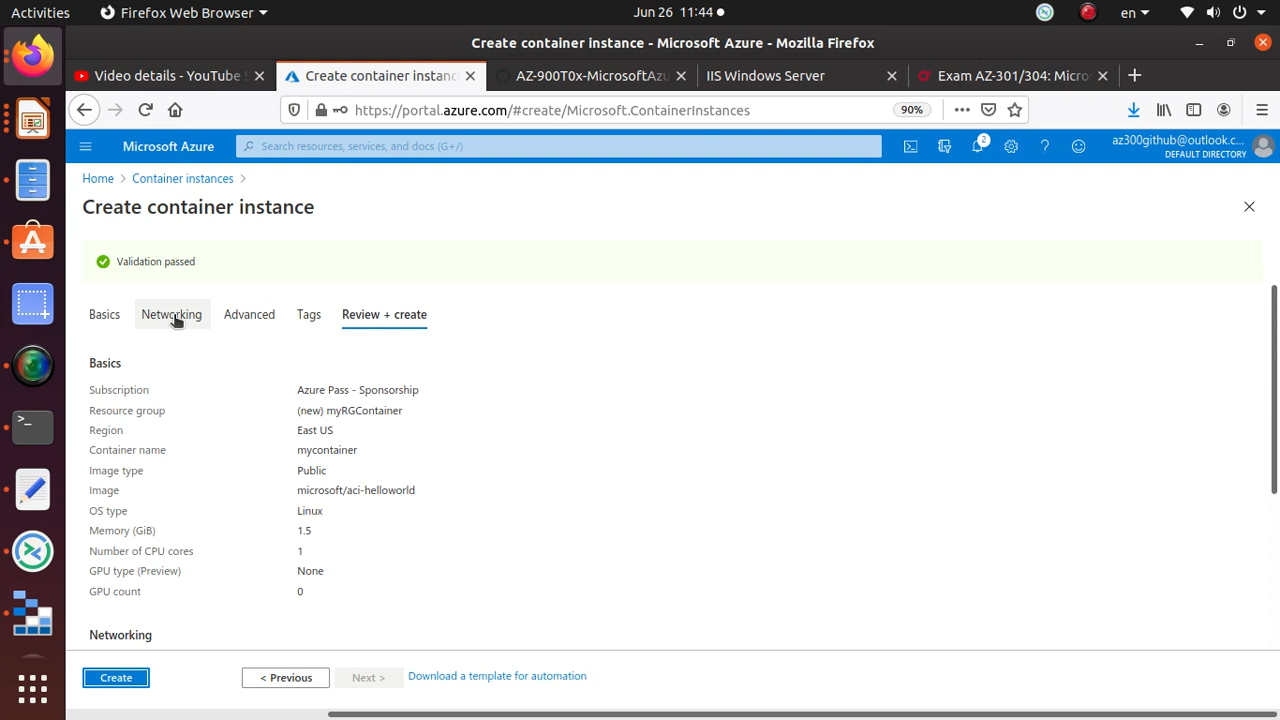 Activities
Firefox Web Browser
Jun 26 11:44
en
Create container instance - Microsoft Azure - Mozilla Firefox
Video details - YouTube
Create container instanc
AZ-900T0x-MicrosoftAzu
IIS Windows Server
Exam AZ-301/304: Micro
https://portal.azure.com/#create/Microsoft.ContainerInstances
90%
Microsoft Azure
Search resources, services, and docs (G+/)
2
az300github@outlook.c...
DEFAULT DIRECTORY
Home > Container instances >
Create container instance
Validation passed
Basics
Networking
Advanced
Tags
Review + create
Basics
Subscription Azure Pass - Sponsorship
Resource group (new) myRGContainer
Region East US
Container name mycontainer
Image type Public
Image microsoft/aci-helloworld
OS type Linux
Memory (GiB) 1.5
Number of CPU cores 1
GPU type (Preview) None
GPU count 0
Networking
Create
< Previous
Next >
Download a template for automation